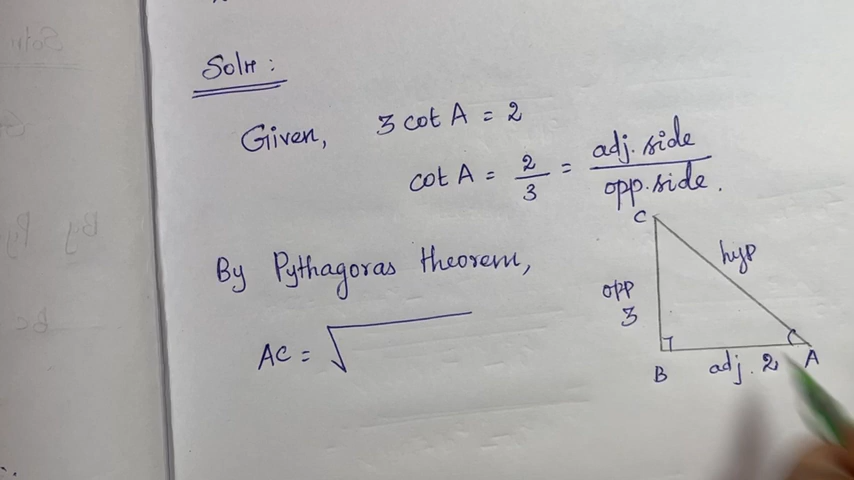 Soln :
Given, 3 cot A = 2
cot A = 2/3 = adj. side / opp. side.
By Pythagoras theorem,
AC = √
C
hyp
opp
3
B
adj. 2
A